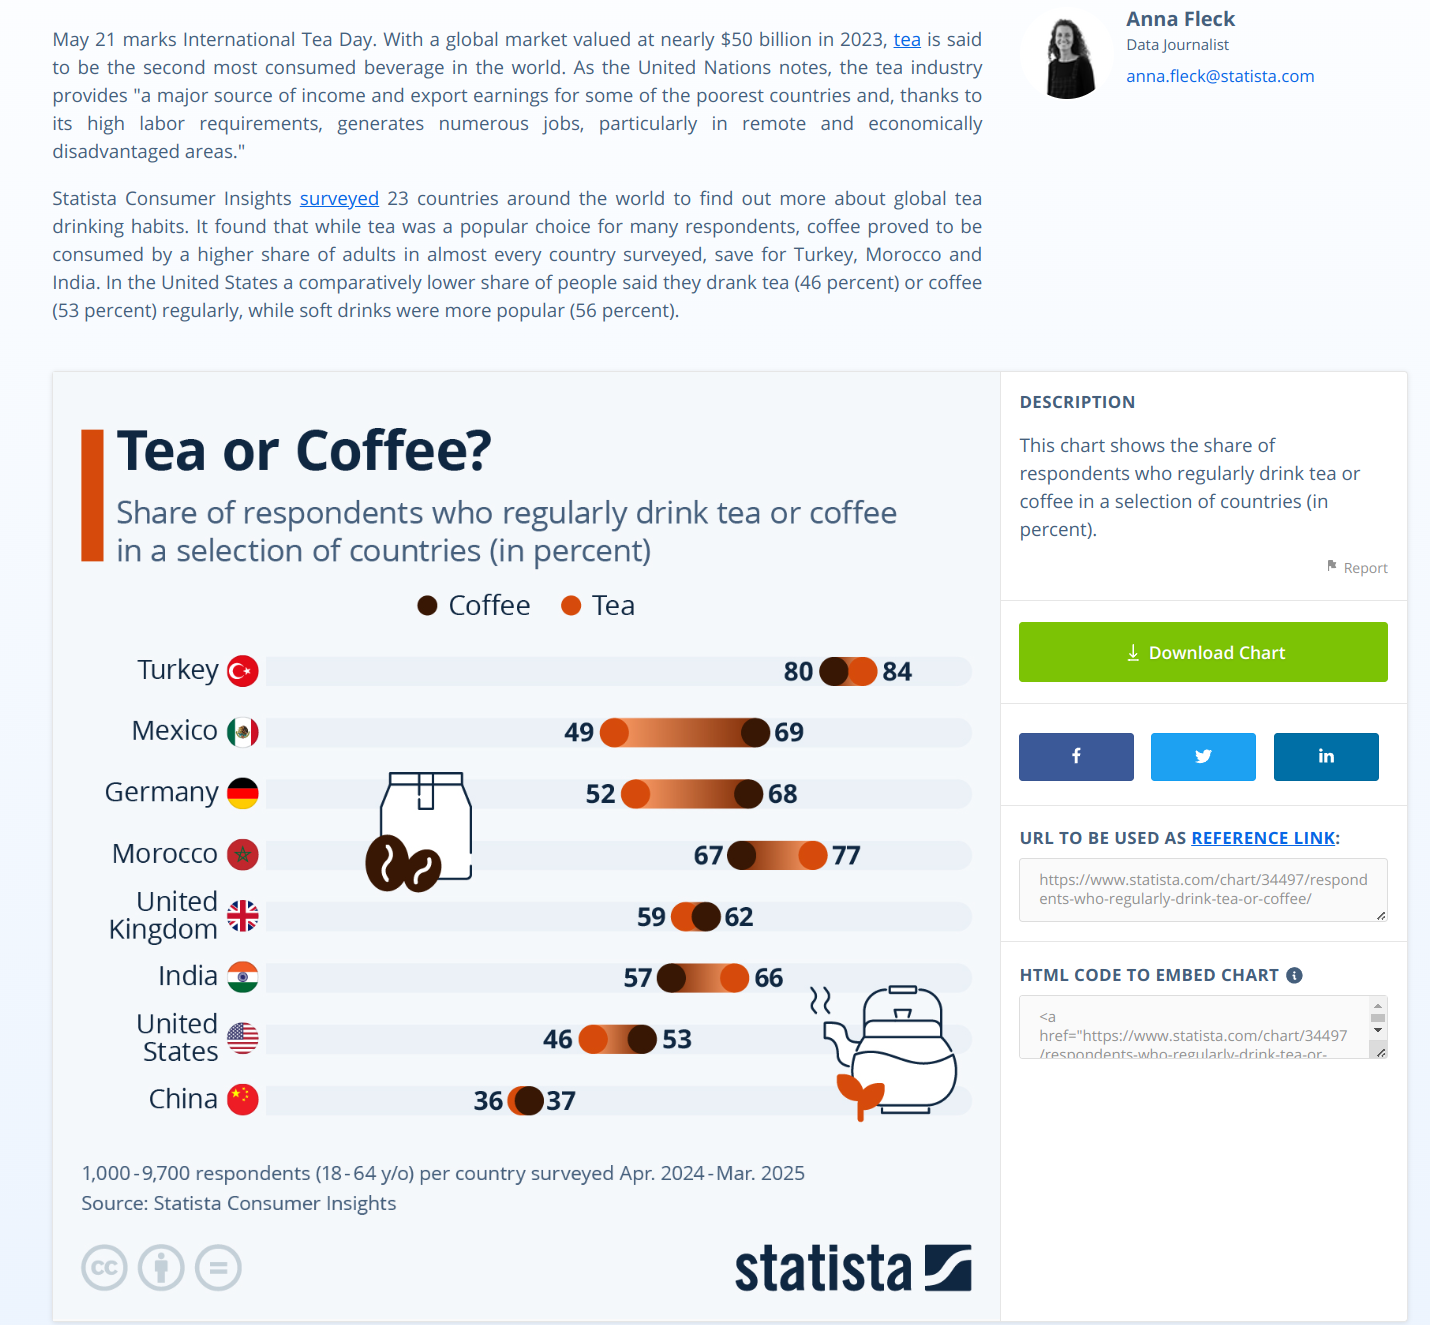 May 21 marks International Tea Day. With a global market valued at nearly $50 billion in 2023, tea is said
to be the second most consumed beverage in the world. As the United Nations notes, the tea industry
provides "a major source of income and export earnings for some of the poorest countries and, thanks to
its high labor requirements, generates numerous jobs, particularly in remote and economically
disadvantaged areas."
Statista Consumer Insights surveyed 23 countries around the world to find out more about global tea
drinking habits. It found that while tea was a popular choice for many respondents, coffee proved to be
consumed by a higher share of adults in almost every country surveyed, save for Turkey, Morocco and
India. In the United States a comparatively lower share of people said they drank tea (46 percent) or coffee
(53 percent) regularly, while soft drinks were more popular (56 percent).
Anna Fleck
Data Journalist
anna.fleck@statista.com
Tea or Coffee?
Share of respondents who regularly drink tea or coffee
in a selection of countries (in percent)
Coffee Tea
Turkey 80 84
Mexico 49 69
Germany 52 68
Morocco 67 77
United
Kingdom 59 62
India 57 66
United
States 46 53
China 36 37
1,000-9,700 respondents (18-64 y/o) per country surveyed Apr. 2024-Mar. 2025
Source: Statista Consumer Insights
cc
statista
DESCRIPTION
This chart shows the share of
respondents who regularly drink tea or
coffee in a selection of countries (in
percent).
Report
Download Chart
f
in
URL TO BE USED AS REFERENCE LINK:
https://www.statista.com/chart/34497/respond
ents-who-regularly-drink-tea-or-coffee/
HTML CODE TO EMBED CHART i
<a
href="https://www.statista.com/chart/34497
/respondents-who-regularly-drink-tea-or-